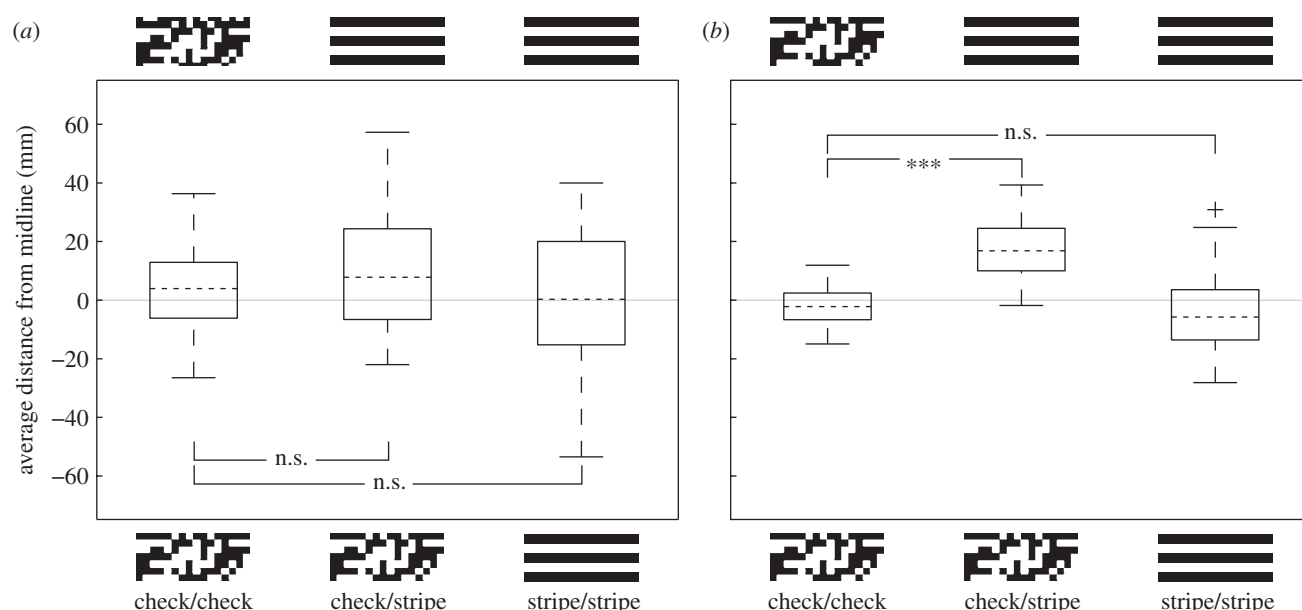 (a)
(b)
average distance from midline (mm)
60
40
20
0
−20
−40
−60
n.s.
n.s.
n.s.
***
check/check check/stripe stripe/stripe
check/check check/stripe stripe/stripe